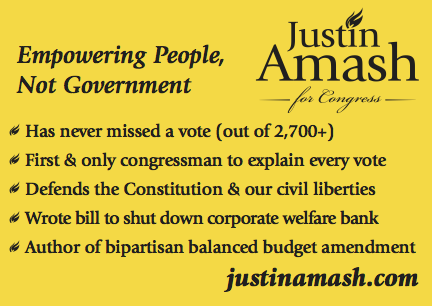 Justin
Amash
for Congress
Empowering People,
Not Government
Has never missed a vote (out of 2,700+)
First & only congressman to explain every vote
Defends the Constitution & our civil liberties
Wrote bill to shut down corporate welfare bank
Author of bipartisan balanced budget amendment
justinamash.com